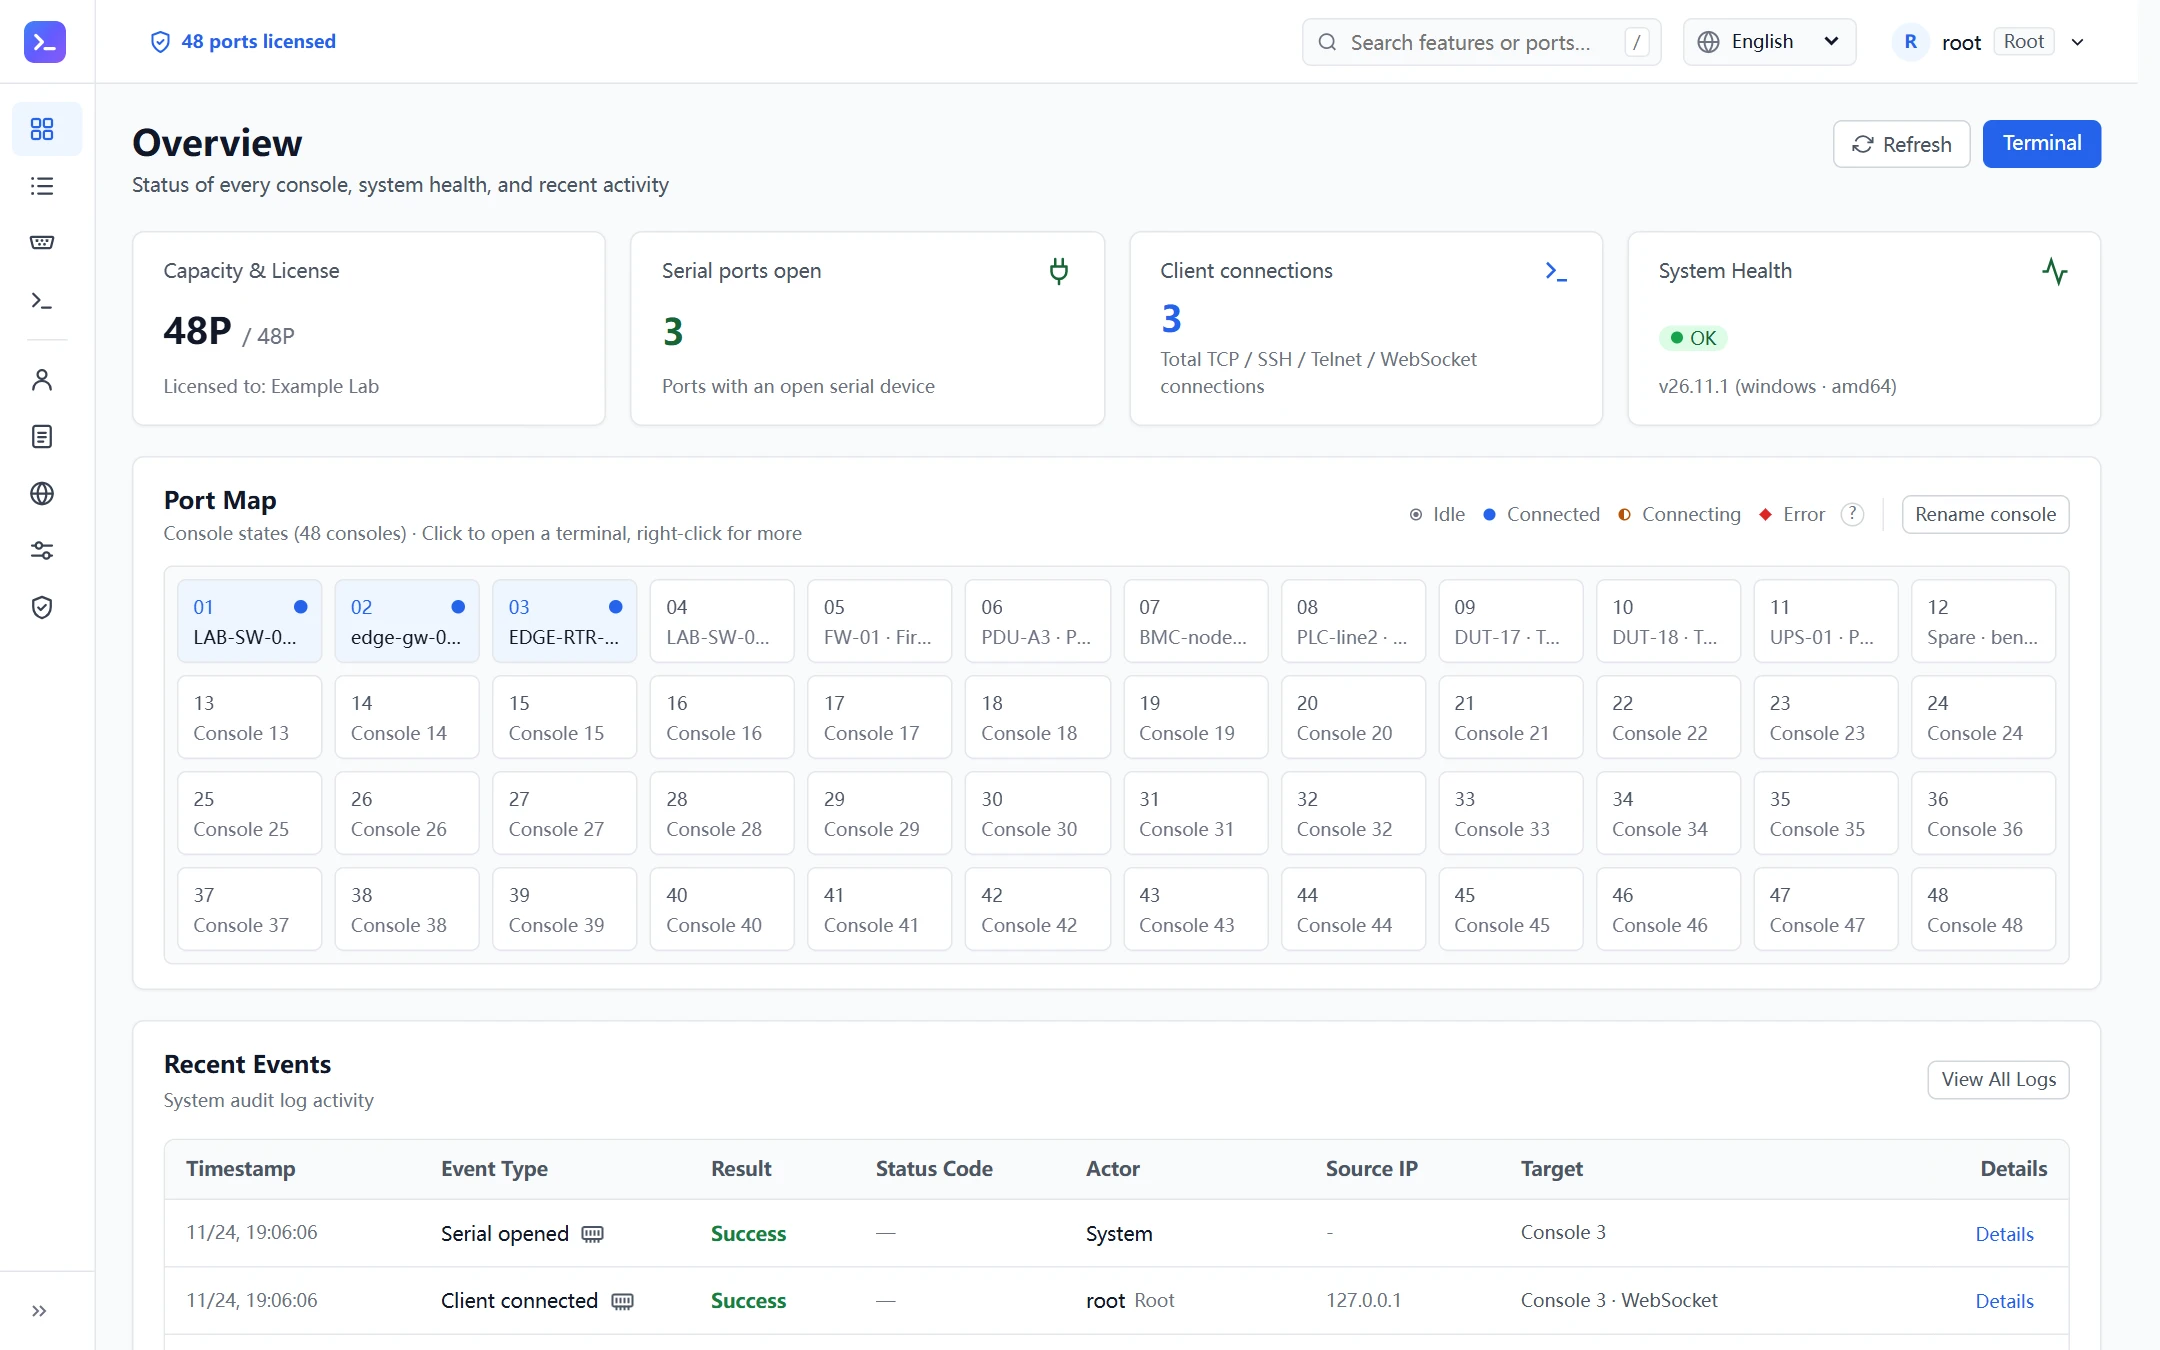 48 ports licensed
Search features or ports... /
English
R root Root
Overview
Status of every console, system health, and recent activity
Refresh
Terminal
Capacity & License
48P / 48P
Licensed to: Example Lab
Serial ports open
3
Ports with an open serial device
Client connections
3
Total TCP / SSH / Telnet / WebSocket
connections
System Health
OK
v26.11.1 (windows · amd64)
Port Map
Console states (48 consoles) · Click to open a terminal, right-click for more
Idle Connected Connecting Error ?
Rename console
01 02 03 04 05 06 07 08 09 10 11 12
LAB-SW-0... edge-gw-0... EDGE-RTR-... LAB-SW-0... FW-01 · Fir... PDU-A3 · P... BMC-node... PLC-line2 · ... DUT-17 · T... DUT-18 · T... UPS-01 · P... Spare · ben...
13 14 15 16 17 18 19 20 21 22 23 24
Console 13 Console 14 Console 15 Console 16 Console 17 Console 18 Console 19 Console 20 Console 21 Console 22 Console 23 Console 24
25 26 27 28 29 30 31 32 33 34 35 36
Console 25 Console 26 Console 27 Console 28 Console 29 Console 30 Console 31 Console 32 Console 33 Console 34 Console 35 Console 36
37 38 39 40 41 42 43 44 45 46 47 48
Console 37 Console 38 Console 39 Console 40 Console 41 Console 42 Console 43 Console 44 Console 45 Console 46 Console 47 Console 48
Recent Events
System audit log activity
View All Logs
Timestamp Event Type Result Status Code Actor Source IP Target Details
11/24, 19:06:06 Serial opened Success — System - Console 3 Details
11/24, 19:06:06 Client connected Success — root Root 127.0.0.1 Console 3 · WebSocket Details